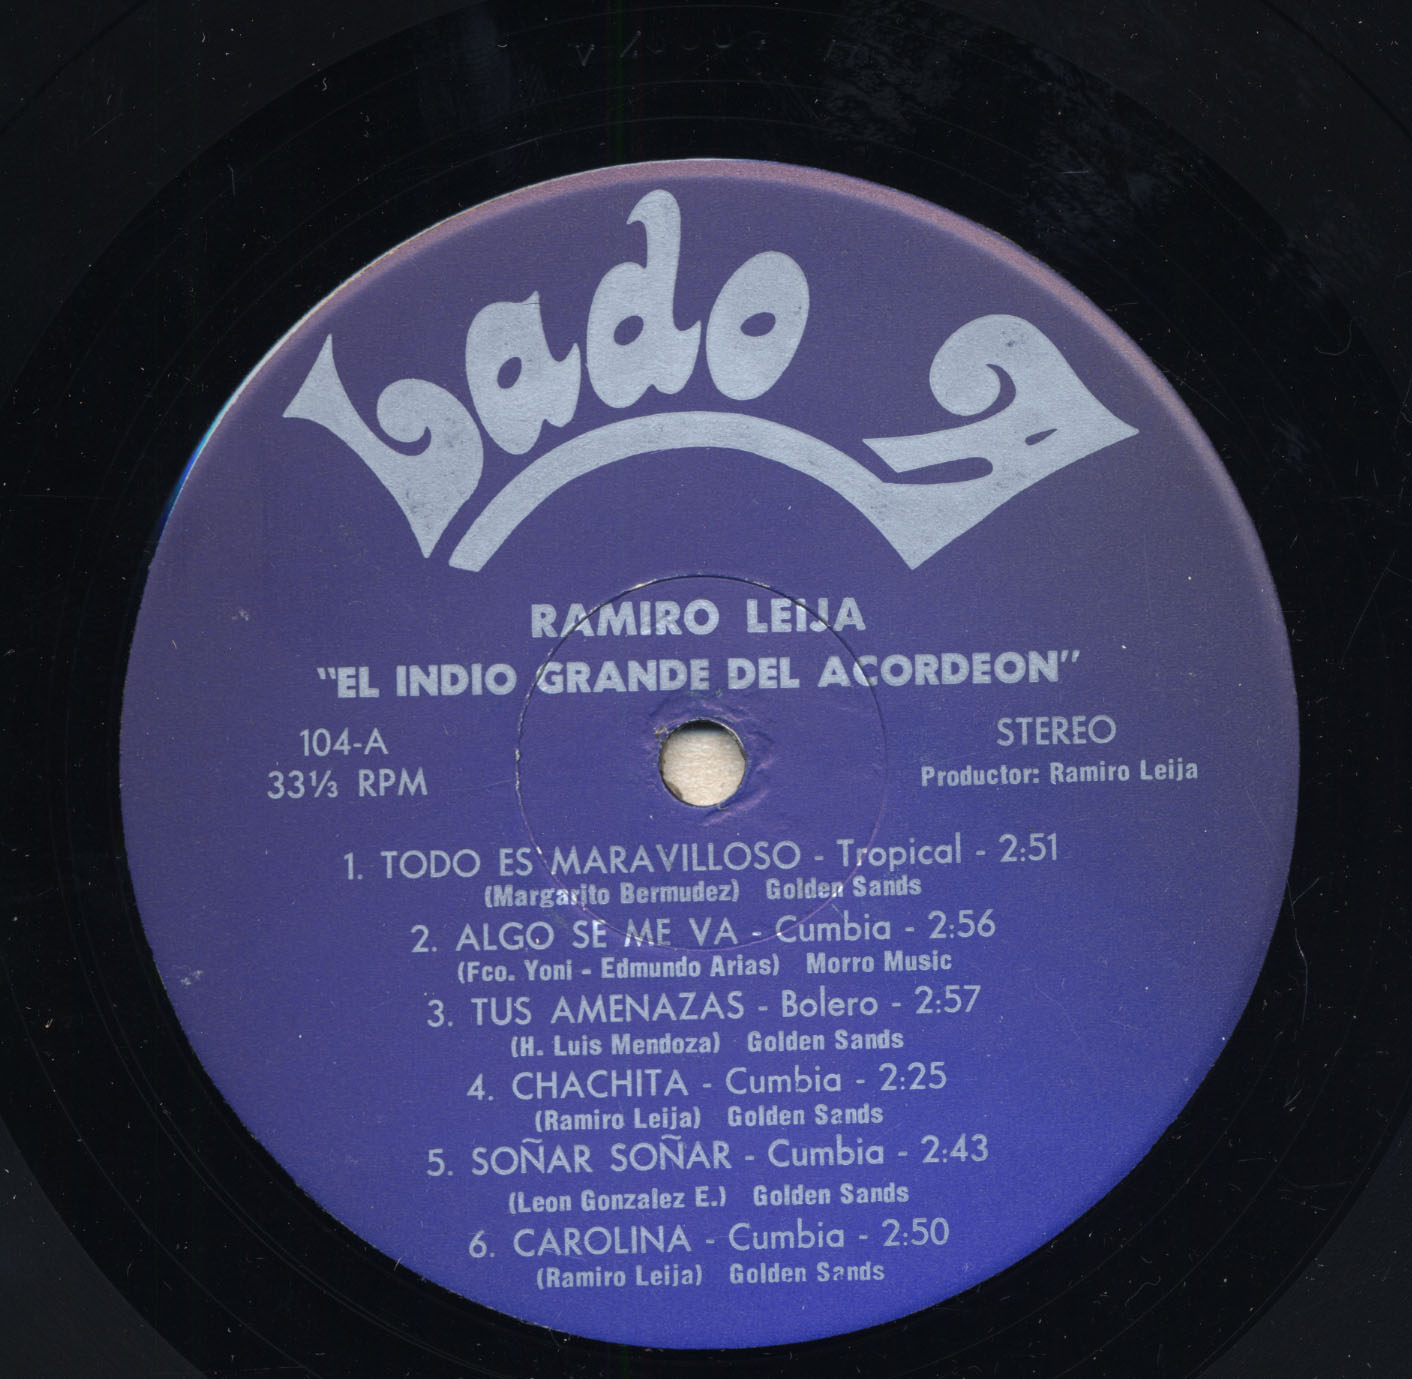 Lado A
RAMIRO LEIJA
"EL INDIO GRANDE DEL ACORDEON"
104-A
33⅓ RPM
STEREO
Productor: Ramiro Leija
1. TODO ES MARAVILLOSO - Tropical - 2:51
(Margarito Bermudez) Golden Sands
2. ALGO SE ME VA - Cumbia - 2:56
(Fco. Yoni - Edmundo Arias) Morro Music
3. TUS AMENAZAS - Bolero - 2:57
(H. Luis Mendoza) Golden Sands
4. CHACHITA - Cumbia - 2:25
(Ramiro Leija) Golden Sands
5. SOÑAR SOÑAR - Cumbia - 2:43
(Leon Gonzalez E.) Golden Sands
6. CAROLINA - Cumbia - 2:50
(Ramiro Leija) Golden Sands